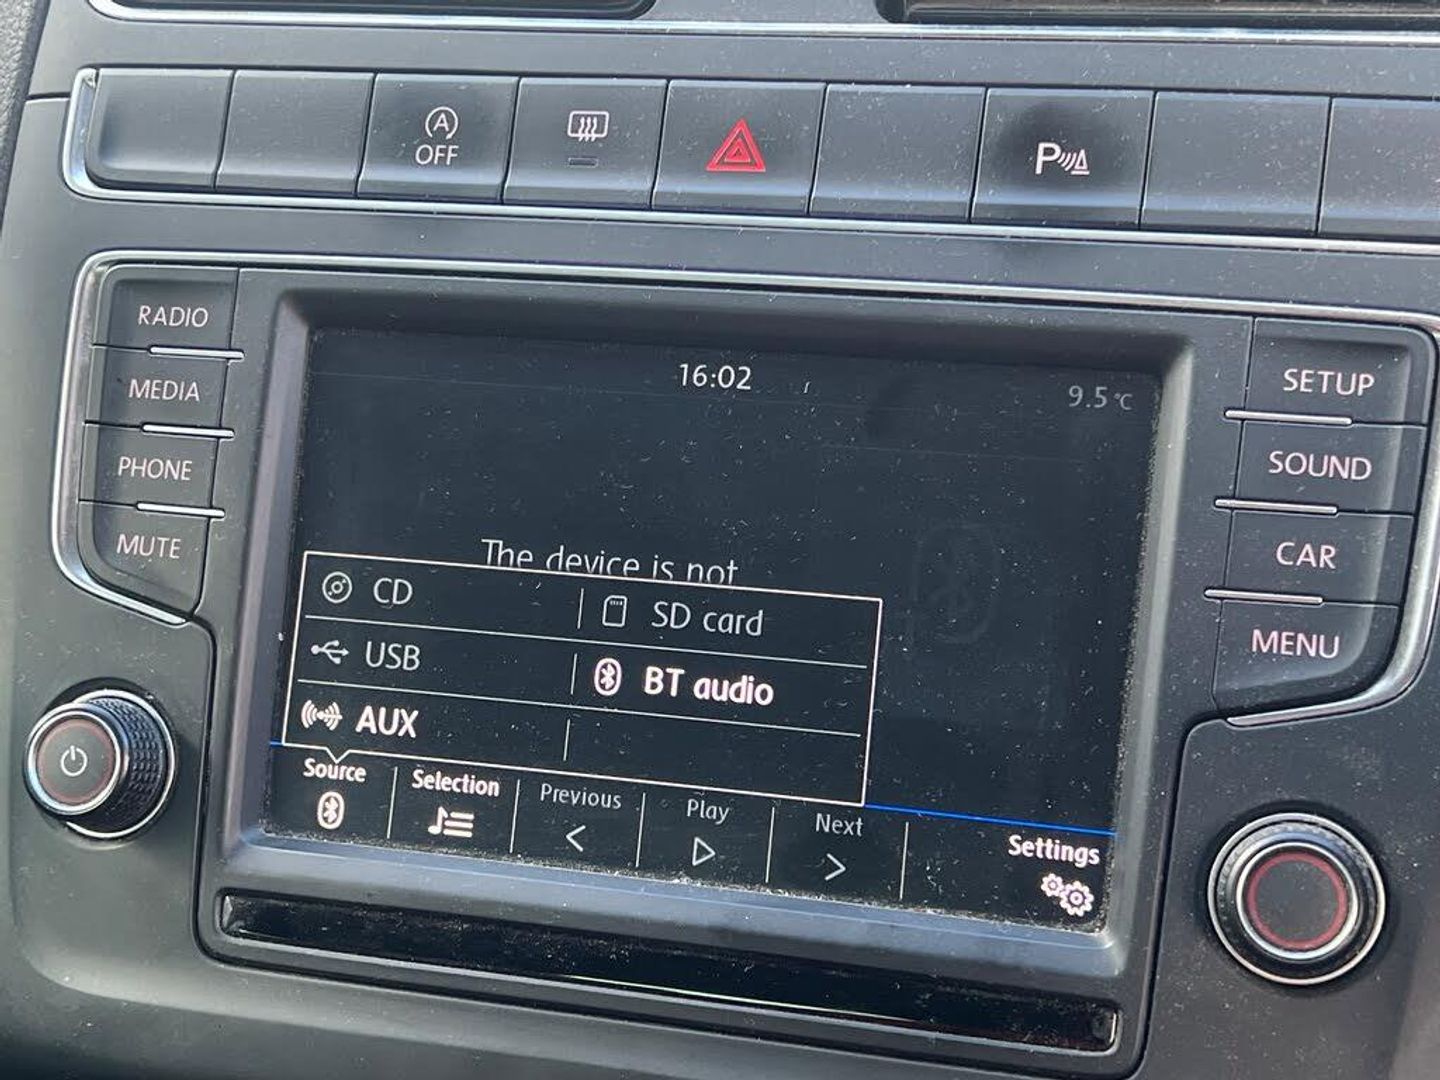 A
OFF
P
RADIO
MEDIA
PHONE
MUTE
16:02
9.5 °C
The device is not
CD
SD card
USB
BT audio
AUX
Source
Selection
Previous
Play
Next
Settings
SETUP
SOUND
CAR
MENU